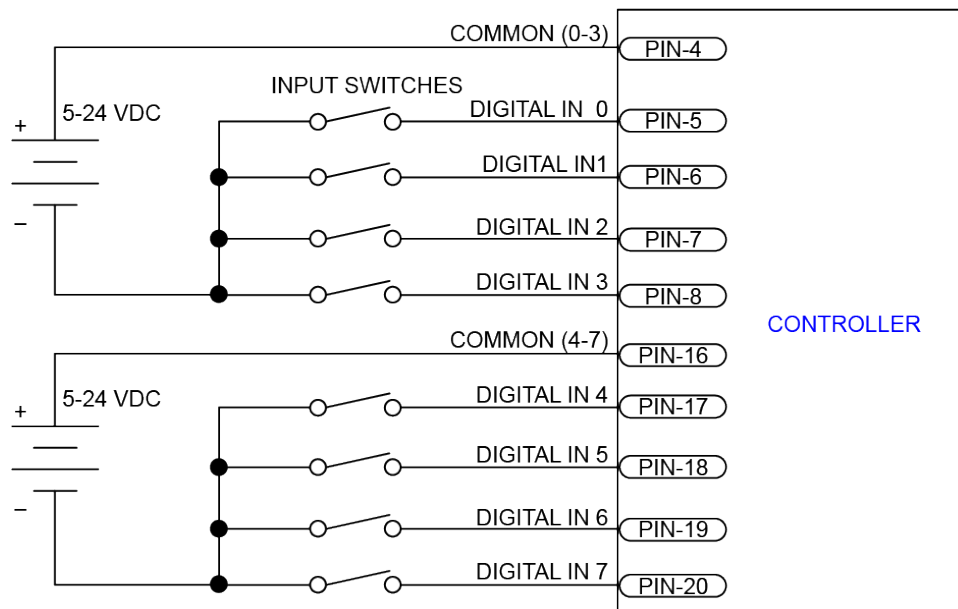 COMMON (0-3)
PIN-4
INPUT SWITCHES
5-24 VDC
+
DIGITAL IN 0
PIN-5
DIGITAL IN1
PIN-6
–
DIGITAL IN 2
PIN-7
DIGITAL IN 3
PIN-8
CONTROLLER
COMMON (4-7)
PIN-16
5-24 VDC
+
DIGITAL IN 4
PIN-17
DIGITAL IN 5
PIN-18
–
DIGITAL IN 6
PIN-19
DIGITAL IN 7
PIN-20